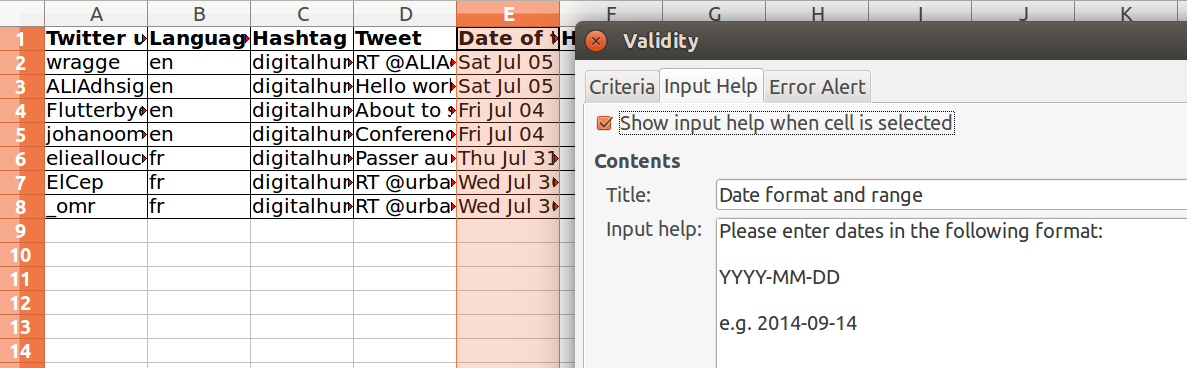 A B C D E F G H I J K
Validity
1 Twitter u Languag Hashtag Tweet Date of t H
2 wragge en digitalhur RT @ALIA Sat Jul 05
3 ALIAdhsig en digitalhur Hello wor Sat Jul 05
4 Flutterby en digitalhur About to s Fri Jul 04
5 johanoom en digitalhur Conferenc Fri Jul 04
6 elieallouc fr digitalhur Passer au Thu Jul 31
7 ElCep fr digitalhur RT @urba Wed Jul 3
8 _omr fr digitalhur RT @urba Wed Jul 3
9
10
11
12
13
14
Criteria Input Help Error Alert
Show input help when cell is selected
Contents
Title: Date format and range
Input help: Please enter dates in the following format:
YYYY-MM-DD
e.g. 2014-09-14